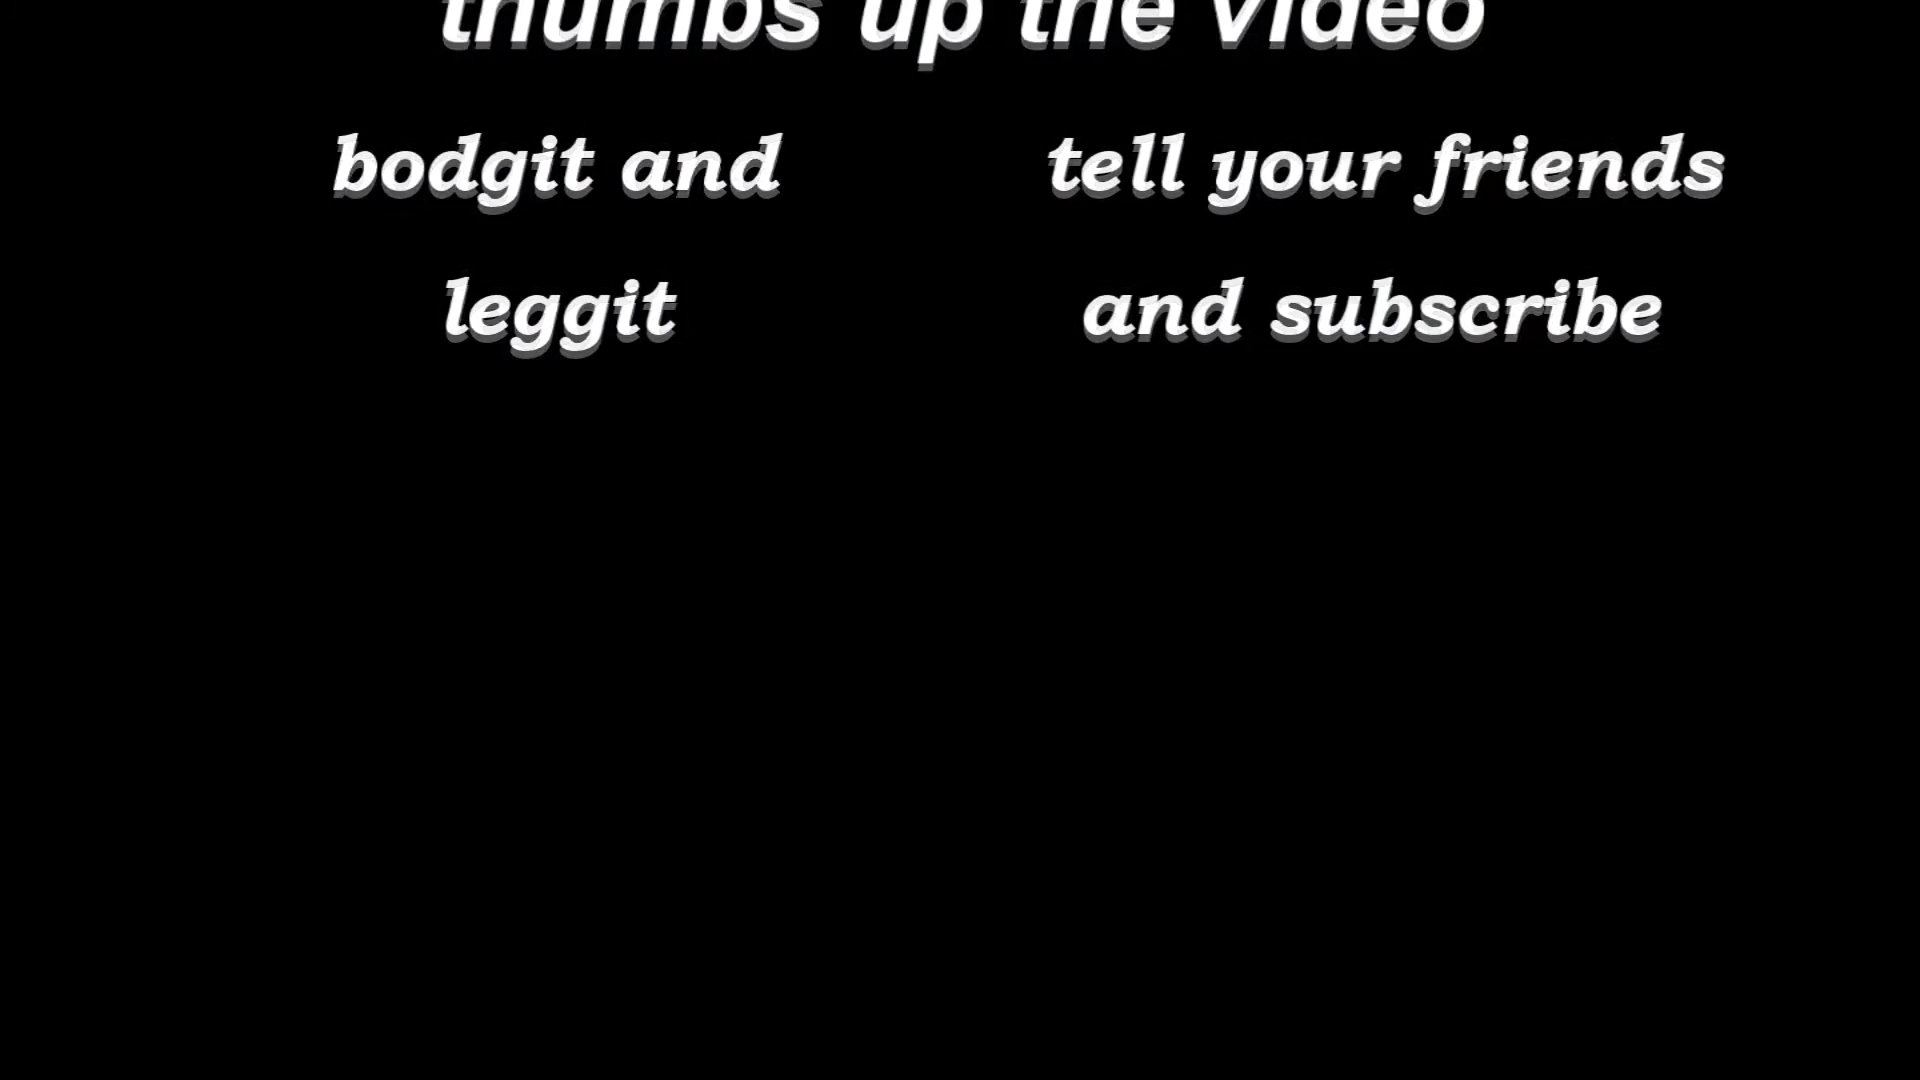 thumbs up the video
bodgit and
leggit
tell your friends
and subscribe